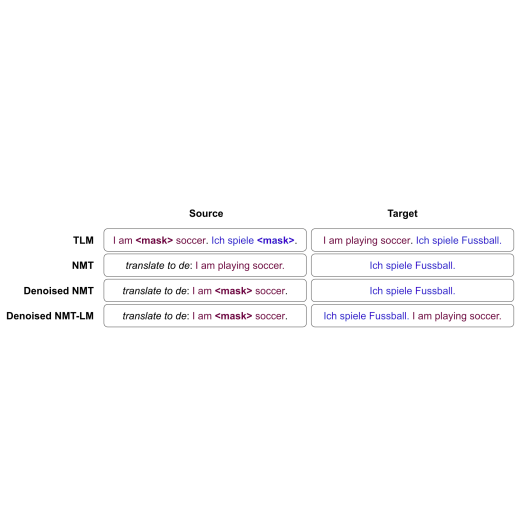 Source Target
TLM I am <mask> soccer. Ich spiele <mask>. I am playing soccer. Ich spiele Fussball.
NMT translate to de: I am playing soccer. Ich spiele Fussball.
Denoised NMT translate to de: I am <mask> soccer. Ich spiele Fussball.
Denoised NMT-LM translate to de: I am <mask> soccer. Ich spiele Fussball. I am playing soccer.